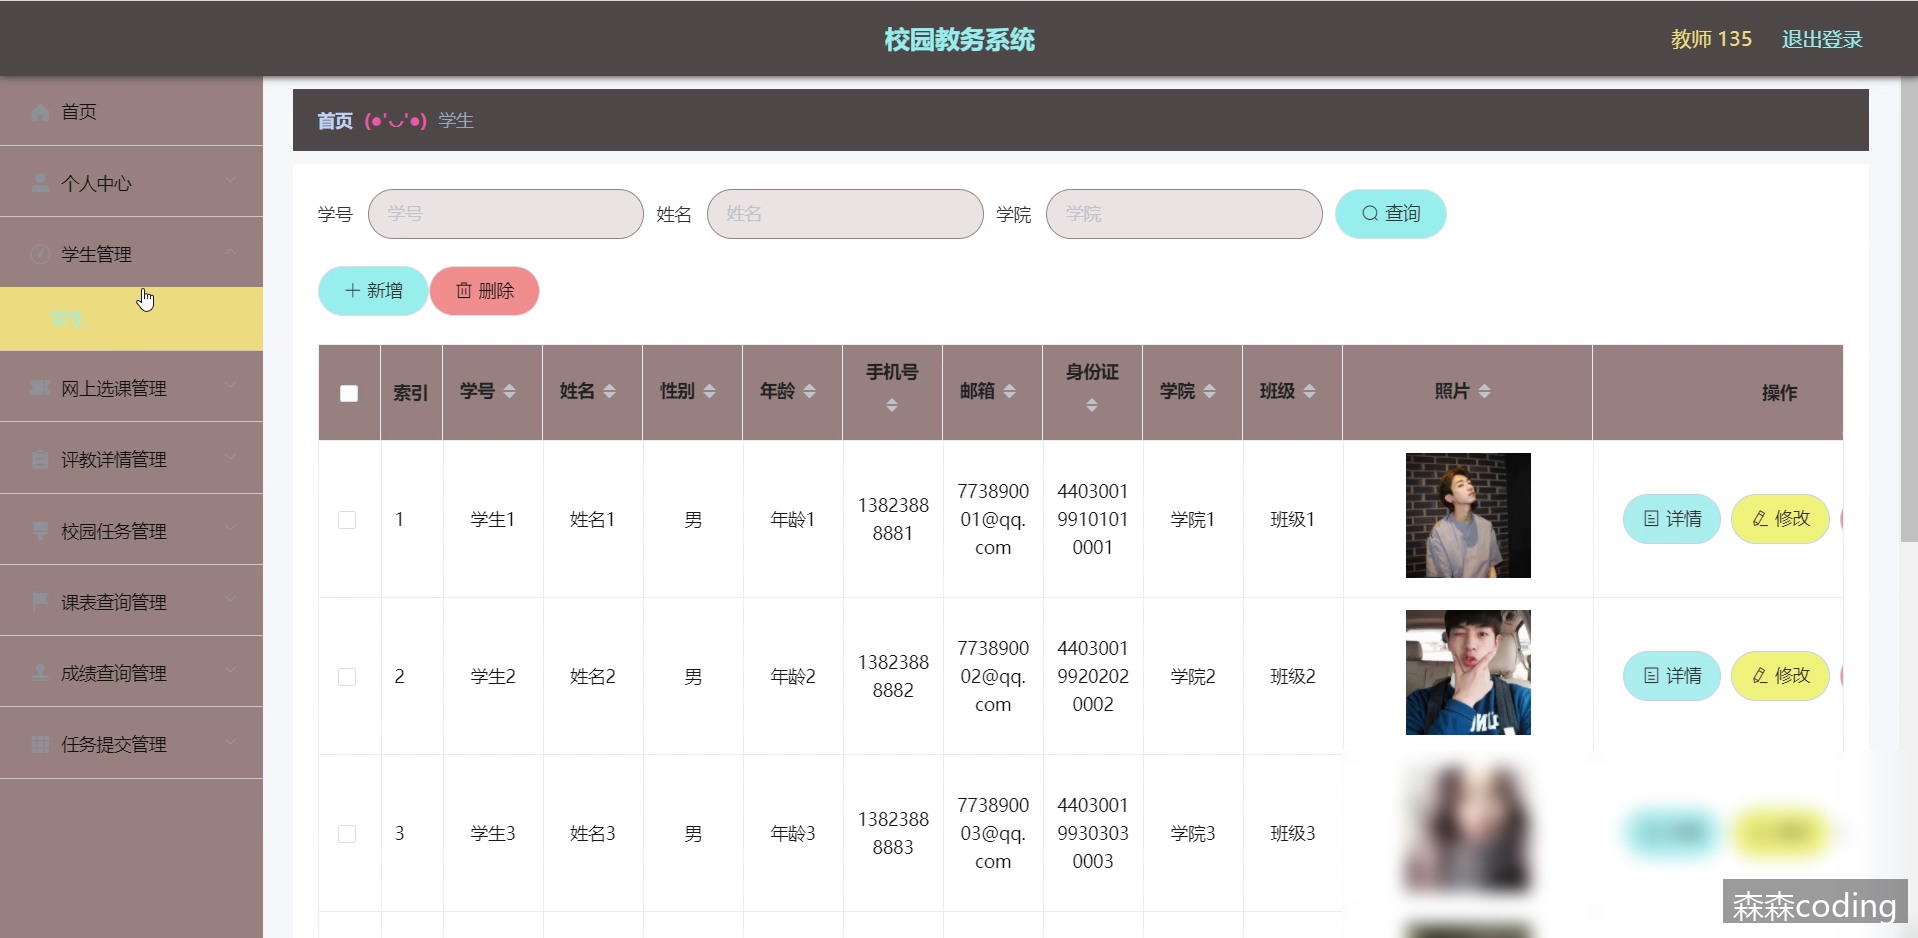 校园教务系统
教师 135 退出登录
首页
个人中心
学生管理
学生
网上选课管理
评教详情管理
校园任务管理
课表查询管理
成绩查询管理
任务提交管理
首页 (●'◡'●) 学生
学号 学号 姓名 姓名 学院 学院 查询
新增 删除
索引 学号 姓名 性别 年龄 手机号 邮箱 身份证 学院 班级 照片 操作
1 学生1 姓名1 男 年龄1 13823888881 773890001@qq.com 440300199101010001 学院1 班级1 详情 修改
2 学生2 姓名2 男 年龄2 13823888882 773890002@qq.com 440300199202020002 学院2 班级2 详情 修改
3 学生3 姓名3 男 年龄3 13823888883 773890003@qq.com 440300199303030003 学院3 班级3
森森coding